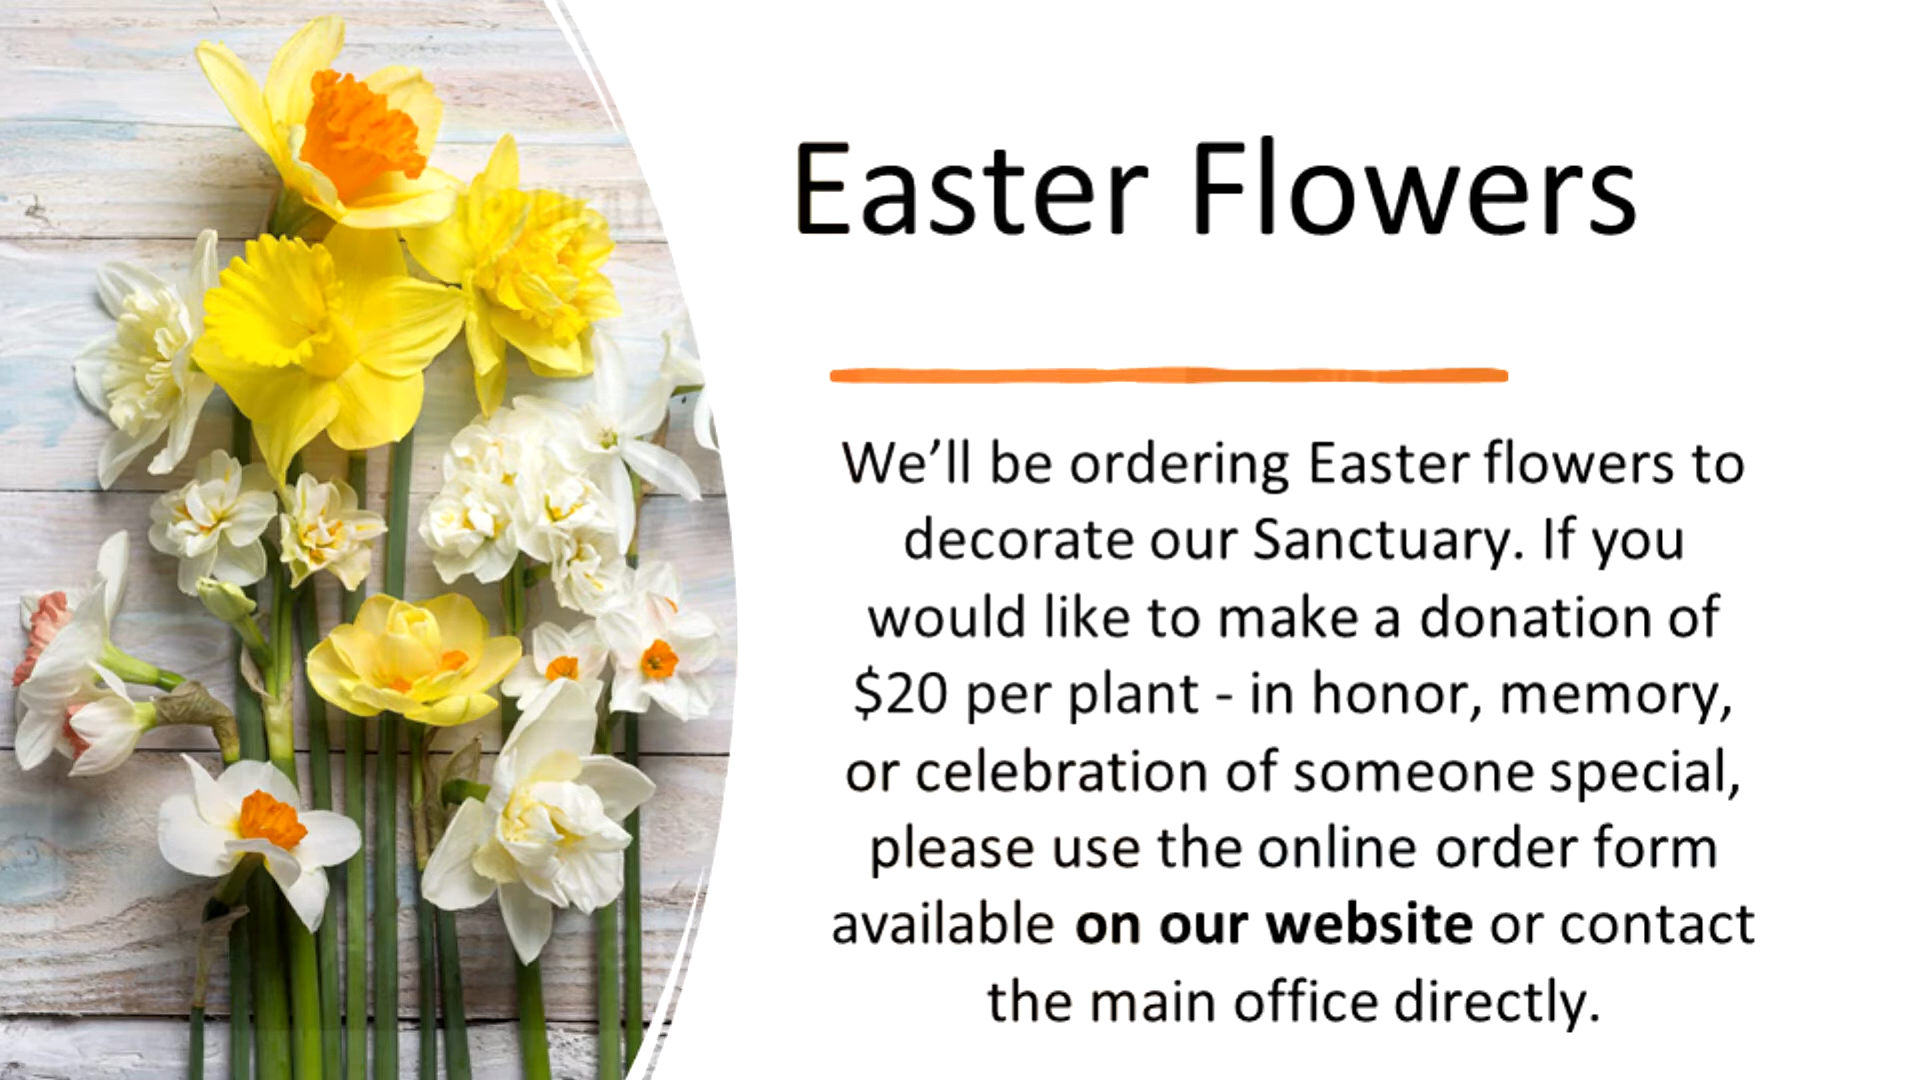 Easter Flowers
We’ll be ordering Easter flowers to
decorate our Sanctuary. If you
would like to make a donation of
$20 per plant - in honor, memory,
or celebration of someone special,
please use the online order form
available on our website or contact
the main office directly.